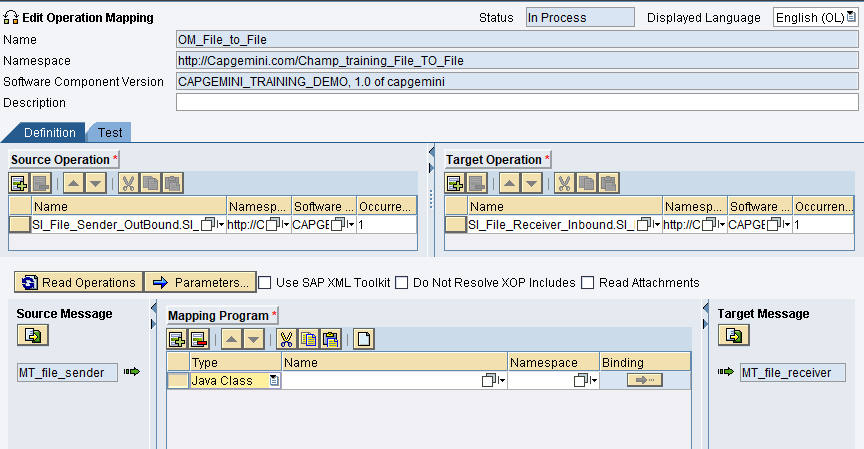 Edit Operation Mapping Status In Process Displayed Language English (OL)
Name OM_File_to_File
Namespace http://Capgemini.com/Champ_training_File_TO_File
Software Component Version CAPGEMINI_TRAINING_DEMO, 1.0 of capgemini
Description
Definition Test
Source Operation *
Name Namesp... Software ... Occurre...
SI_File_Sender_OutBound.SI_ http://C CAPGE 1
Target Operation *
Name Namesp... Software ... Occurren...
SI_File_Receiver_Inbound.SI_ http://C CAPGE 1
Read Operations Parameters... Use SAP XML Toolkit Do Not Resolve XOP Includes Read Attachments
Source Message
MT_file_sender
Mapping Program *
Type Name Namespace Binding
Java Class
Target Message
MT_file_receiver